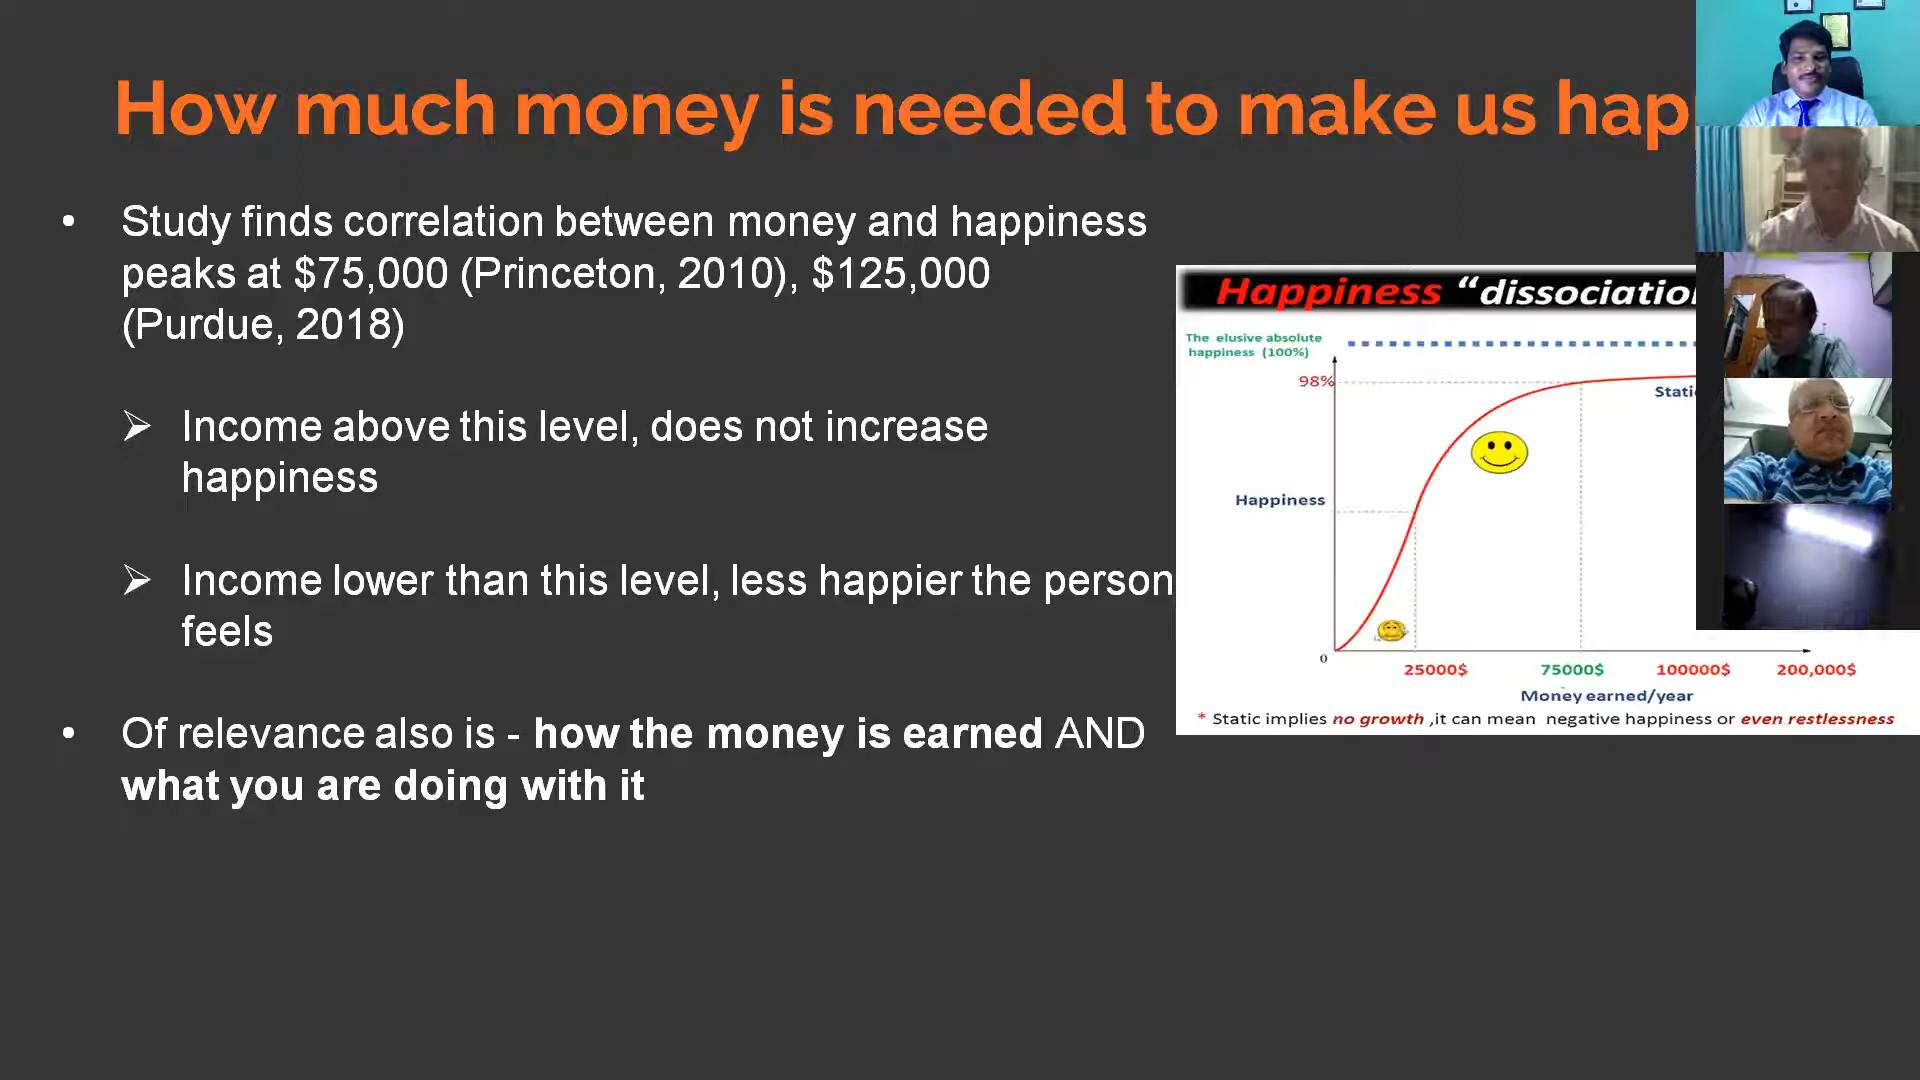 How much money is needed to make us hap
• Study finds correlation between money and happiness
peaks at $75,000 (Princeton, 2010), $125,000
(Purdue, 2018)
➢ Income above this level, does not increase
happiness
➢ Income lower than this level, less happier the person
feels
• Of relevance also is - how the money is earned AND
what you are doing with it
Happiness “dissociation
The elusive absolute
happiness (100%)
98%
Static
Happiness
0
25000$ 75000$ 100000$ 200,000$
Money earned/year
* Static implies no growth ,it can mean negative happiness or even restlessness